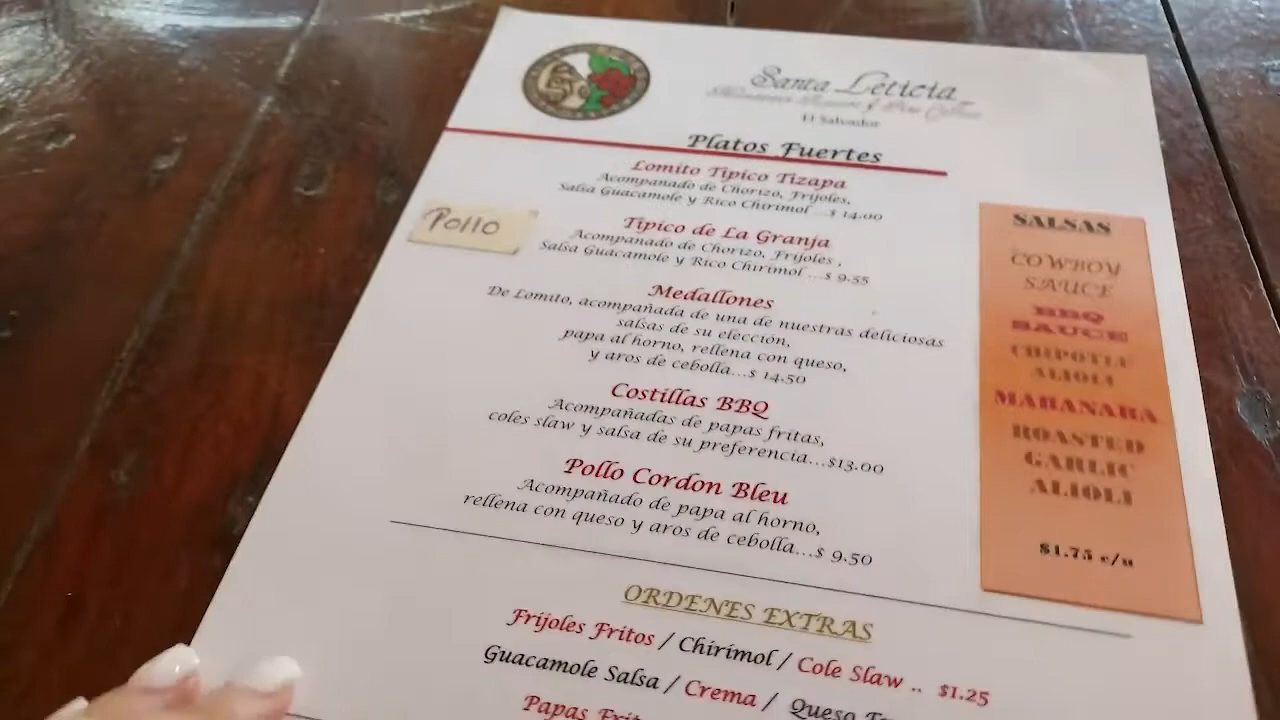 Santa Leticia
El Salvador
Platos Fuertes
Lomito Típico Tizapa
Acompañado de Chorizo, Frijoles,
Salsa Guacamole y Rico Chirimol ...$ 14.00
Pollo
Típico de La Granja
Acompañado de Chorizo, Frijoles ,
Salsa Guacamole y Rico Chirimol ...$ 9.55
Medallones
De Lomito, acompañada de una de nuestras deliciosas
salsas de su elección,
papa al horno, rellena con queso,
y aros de cebolla...$ 14.50
Costillas BBQ
Acompañadas de papas fritas,
coles slaw y salsa de su preferencia...$13.00
Pollo Cordon Bleu
Acompañado de papa al horno,
rellena con queso y aros de cebolla...$ 9.50
SALSAS
COWBOY
SAUCE
BBQ
SAUCE
CHIPOTLE
ALIOLI
MARANARA
ROASTED
GARLIC
ALIOLI
$1.75 c/u
ORDENES EXTRAS
Frijoles Fritos / Chirimol / Cole Slaw .. $1.25
Guacamole Salsa / Crema / Queso
Papas